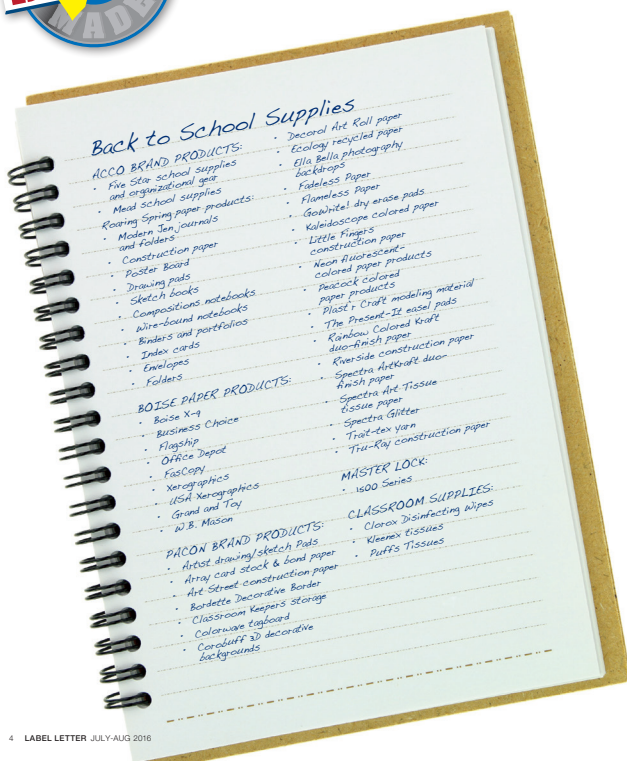 MADE
Back to School Supplies
ACCO BRAND PRODUCTS:
• Five Star school supplies
and organizational gear
• Mead school supplies
Roaring Spring paper products:
• Modern Jen journals
and folders
• Construction paper
• Poster Board
• Drawing pads
• Sketch books
• Compositions notebooks
• Wire-bound notebooks
• Binders and portfolios
• Index cards
• Envelopes
• Folders
BOISE PAPER PRODUCTS:
• Boise X-9
• Business Choice
• Flagship
• Office Depot
• FasCopy
• Xerographics
• USA Xerographics
• Grand and Toy
• W.B. Mason
PACON BRAND PRODUCTS:
• Artist drawing/sketch Pads
• Array card stock & bond paper
• Art Street construction paper
• Bordette Decorative Border
• Classroom Keepers storage
• Colorwave tagboard
• Corobuff 3D decorative
backgrounds
• Decorol Art Roll paper
• Ecology recycled paper
• Ella Bella photography
backdrops
• Fadeless Paper
• Flameless Paper
• GoWrite! dry erase pads
• Kaleidoscope colored paper
• Little Fingers
construction paper
• Neon fluorescent-
colored paper products
• Peacock colored
paper products
• Plast'r Craft modeling material
• The Present-It easel pads
• Rainbow Colored Kraft
duo-finish paper
• Riverside construction paper
• Spectra ArtKraft duo-
finish paper
• Spectra Art Tissue
tissue paper
• Spectra Glitter
• Trait-tex yarn
• Tru-Ray construction paper
MASTER LOCK:
• 1500 Series
CLASSROOM SUPPLIES:
• Clorox Disinfecting Wipes
• Kleenex tissues
• Puffs Tissues
4 LABEL LETTER JULY-AUG 2016